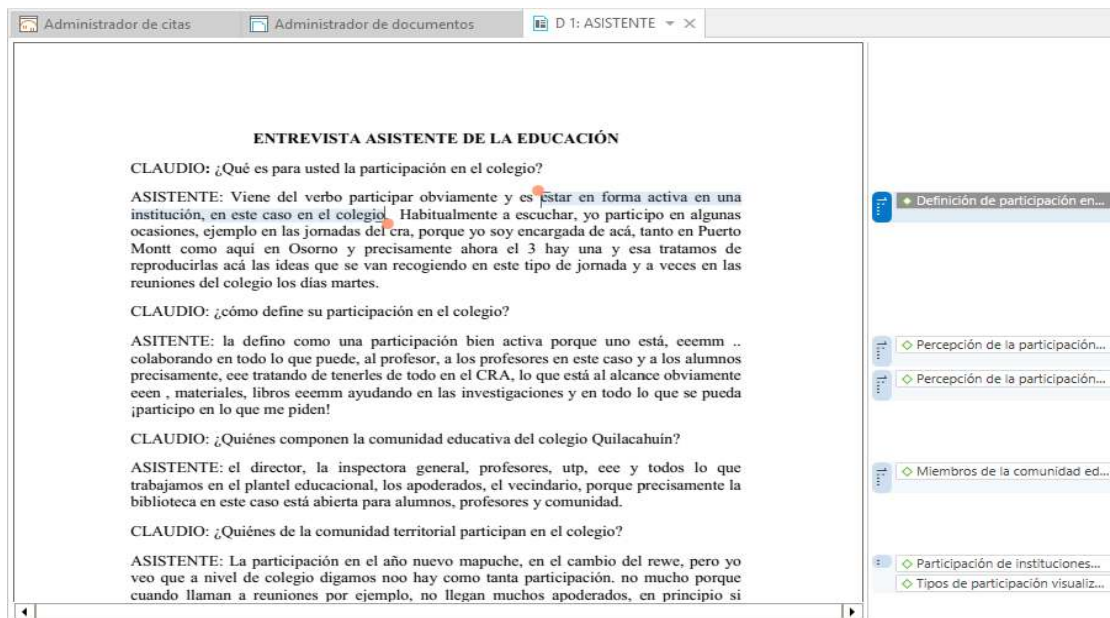 Administrador de citas
Administrador de documentos
D 1: ASISTENTE
ENTREVISTA ASISTENTE DE LA EDUCACIÓN
CLAUDIO: ¿Qué es para usted la participación en el colegio?
ASISTENTE: Viene del verbo participar obviamente y es estar en forma activa en una
institución, en este caso en el colegio Habitualmente a escuchar, yo participo en algunas
ocasiones, ejemplo en las jornadas del cra, porque yo soy encargada de acá, tanto en Puerto
Montt como aquí en Osorno y precisamente ahora el 3 hay una y esa tratamos de
reproducirlas acá las ideas que se van recogiendo en este tipo de jornada y a veces en las
reuniones del colegio los días martes.
CLAUDIO: ¿cómo define su participación en el colegio?
ASITENTE: la defino como una participación bien activa porque uno está, eeemm ..
colaborando en todo lo que puede, al profesor, a los profesores en este caso y a los alumnos
precisamente, eee tratando de tenerles de todo en el CRA, lo que está al alcance obviamente
eeen , materiales, libros eeemm ayudando en las investigaciones y en todo lo que se pueda
¡participo en lo que me piden!
CLAUDIO: ¿Quiénes componen la comunidad educativa del colegio Quilacahuín?
ASISTENTE: el director, la inspectora general, profesores, utp, eee y todos lo que
trabajamos en el plantel educacional, los apoderados, el vecindario, porque precisamente la
biblioteca en este caso está abierta para alumnos, profesores y comunidad.
CLAUDIO: ¿Quiénes de la comunidad territorial participan en el colegio?
ASISTENTE: La participación en el año nuevo mapuche, en el cambio del rewe, pero yo
veo que a nivel de colegio digamos noo hay como tanta participación. no mucho porque
cuando llaman a reuniones por ejemplo, no llegan muchos apoderados, en principio si
Definición de participación en...
Percepción de la participación...
Percepción de la participación...
Miembros de la comunidad ed...
Participación de instituciones...
Tipos de participación visualiz...